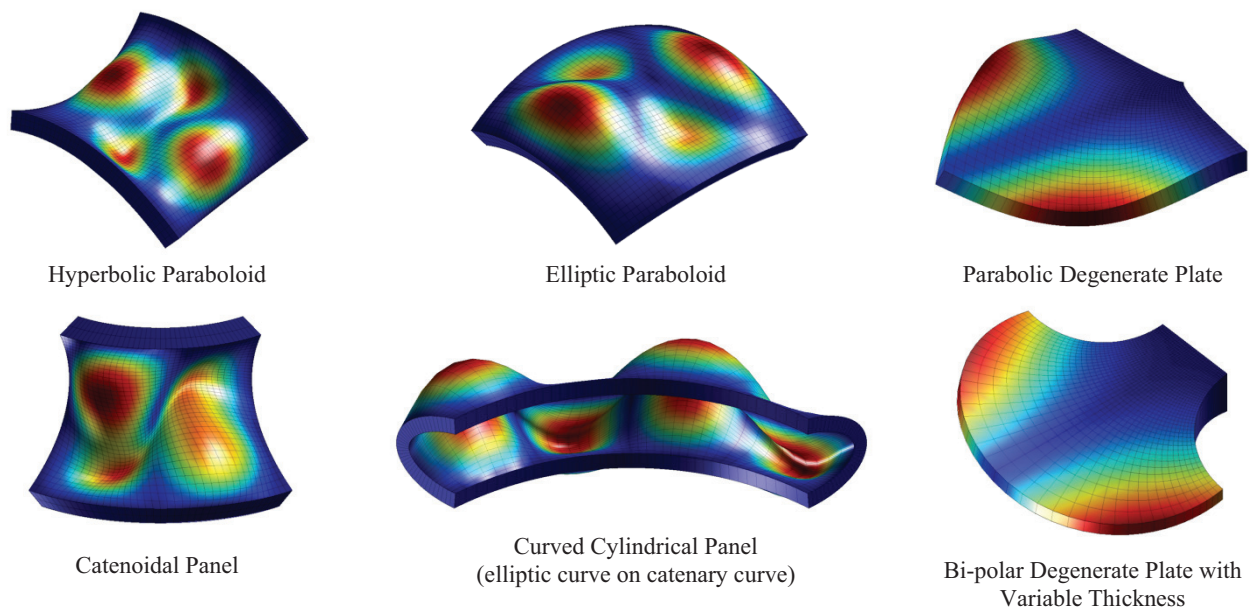 Hyperbolic Paraboloid
Elliptic Paraboloid
Parabolic Degenerate Plate
Catenoidal Panel
Curved Cylindrical Panel
(elliptic curve on catenary curve)
Bi-polar Degenerate Plate with
Variable Thickness